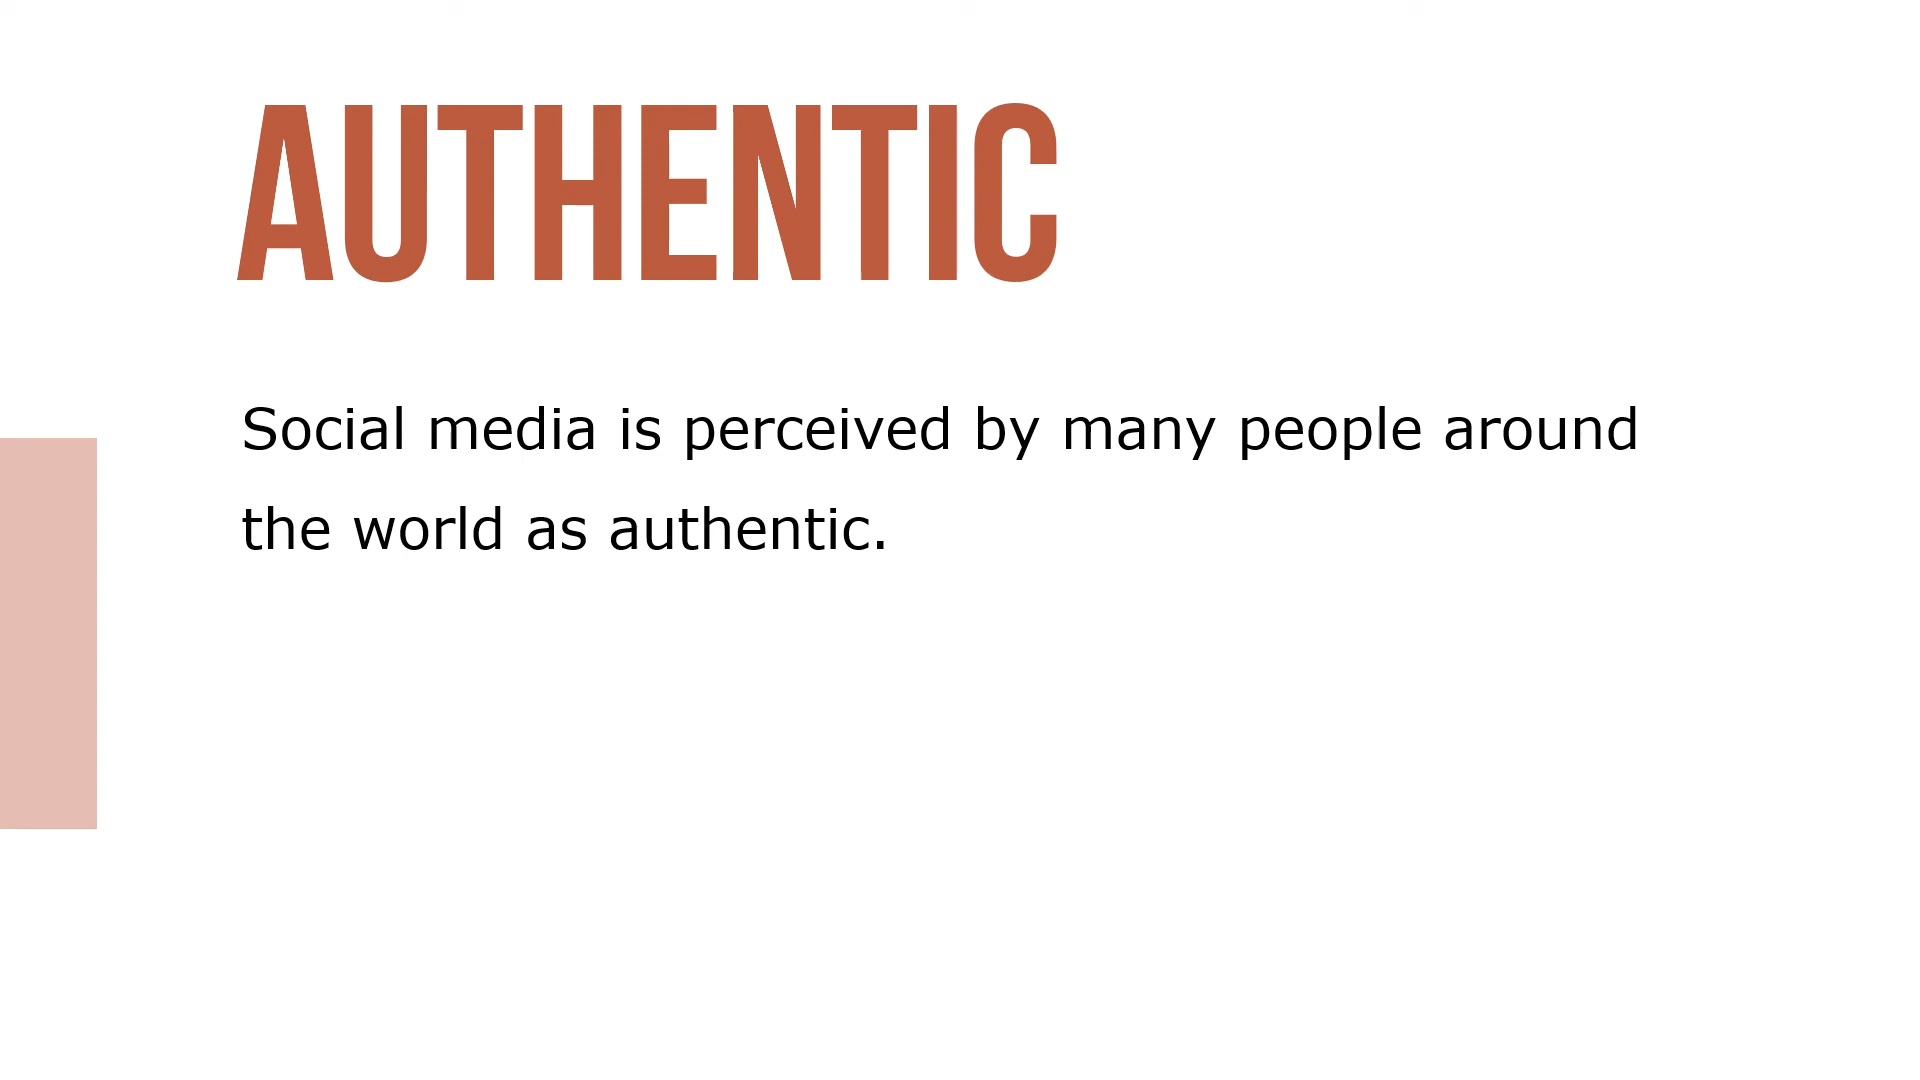 AUTHENTIC
Social media is perceived by many people around
the world as authentic.